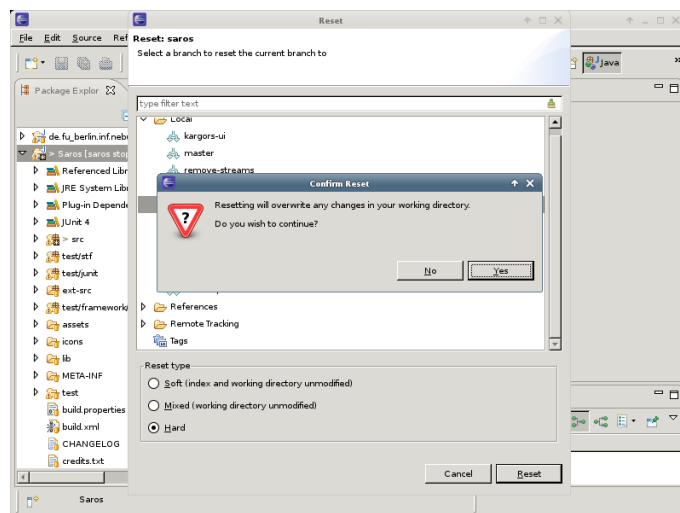 Reset
File Edit Source Ref
Reset: saros
Select a branch to reset the current branch to
Java
»
Package Explor
type filter text
Local
kargors-ui
de.fu_berlin.inf.neb
master
> Saros [saros sto
remove-streams
Referenced Libr
Confirm Reset
JRE System Lib
Resetting will overwrite any changes in your working directory.
Plug-in Depend
Do you wish to continue?
JUnit 4
> src
test/stf
No
Yes
test/junit
ext-src
test/framework
References
assets
Remote Tracking
icons
Tags
lib
Reset type
META-INF
Soft (index and working directory unmodified)
test
Mixed (working directory unmodified)
build.properties
build.xml
Hard
CHANGELOG
credits.txt
Cancel
Reset
Saros